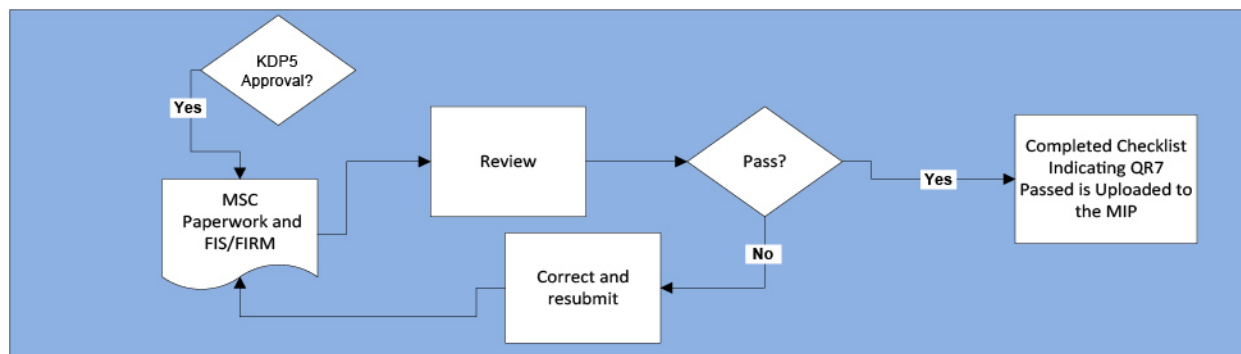 KDP5
Approval?
Yes
MSC
Paperwork and
FIS/FIRM
Review
Pass?
Yes
Completed Checklist
Indicating QR7
Passed is Uploaded to
the MIP
No
Correct and
resubmit